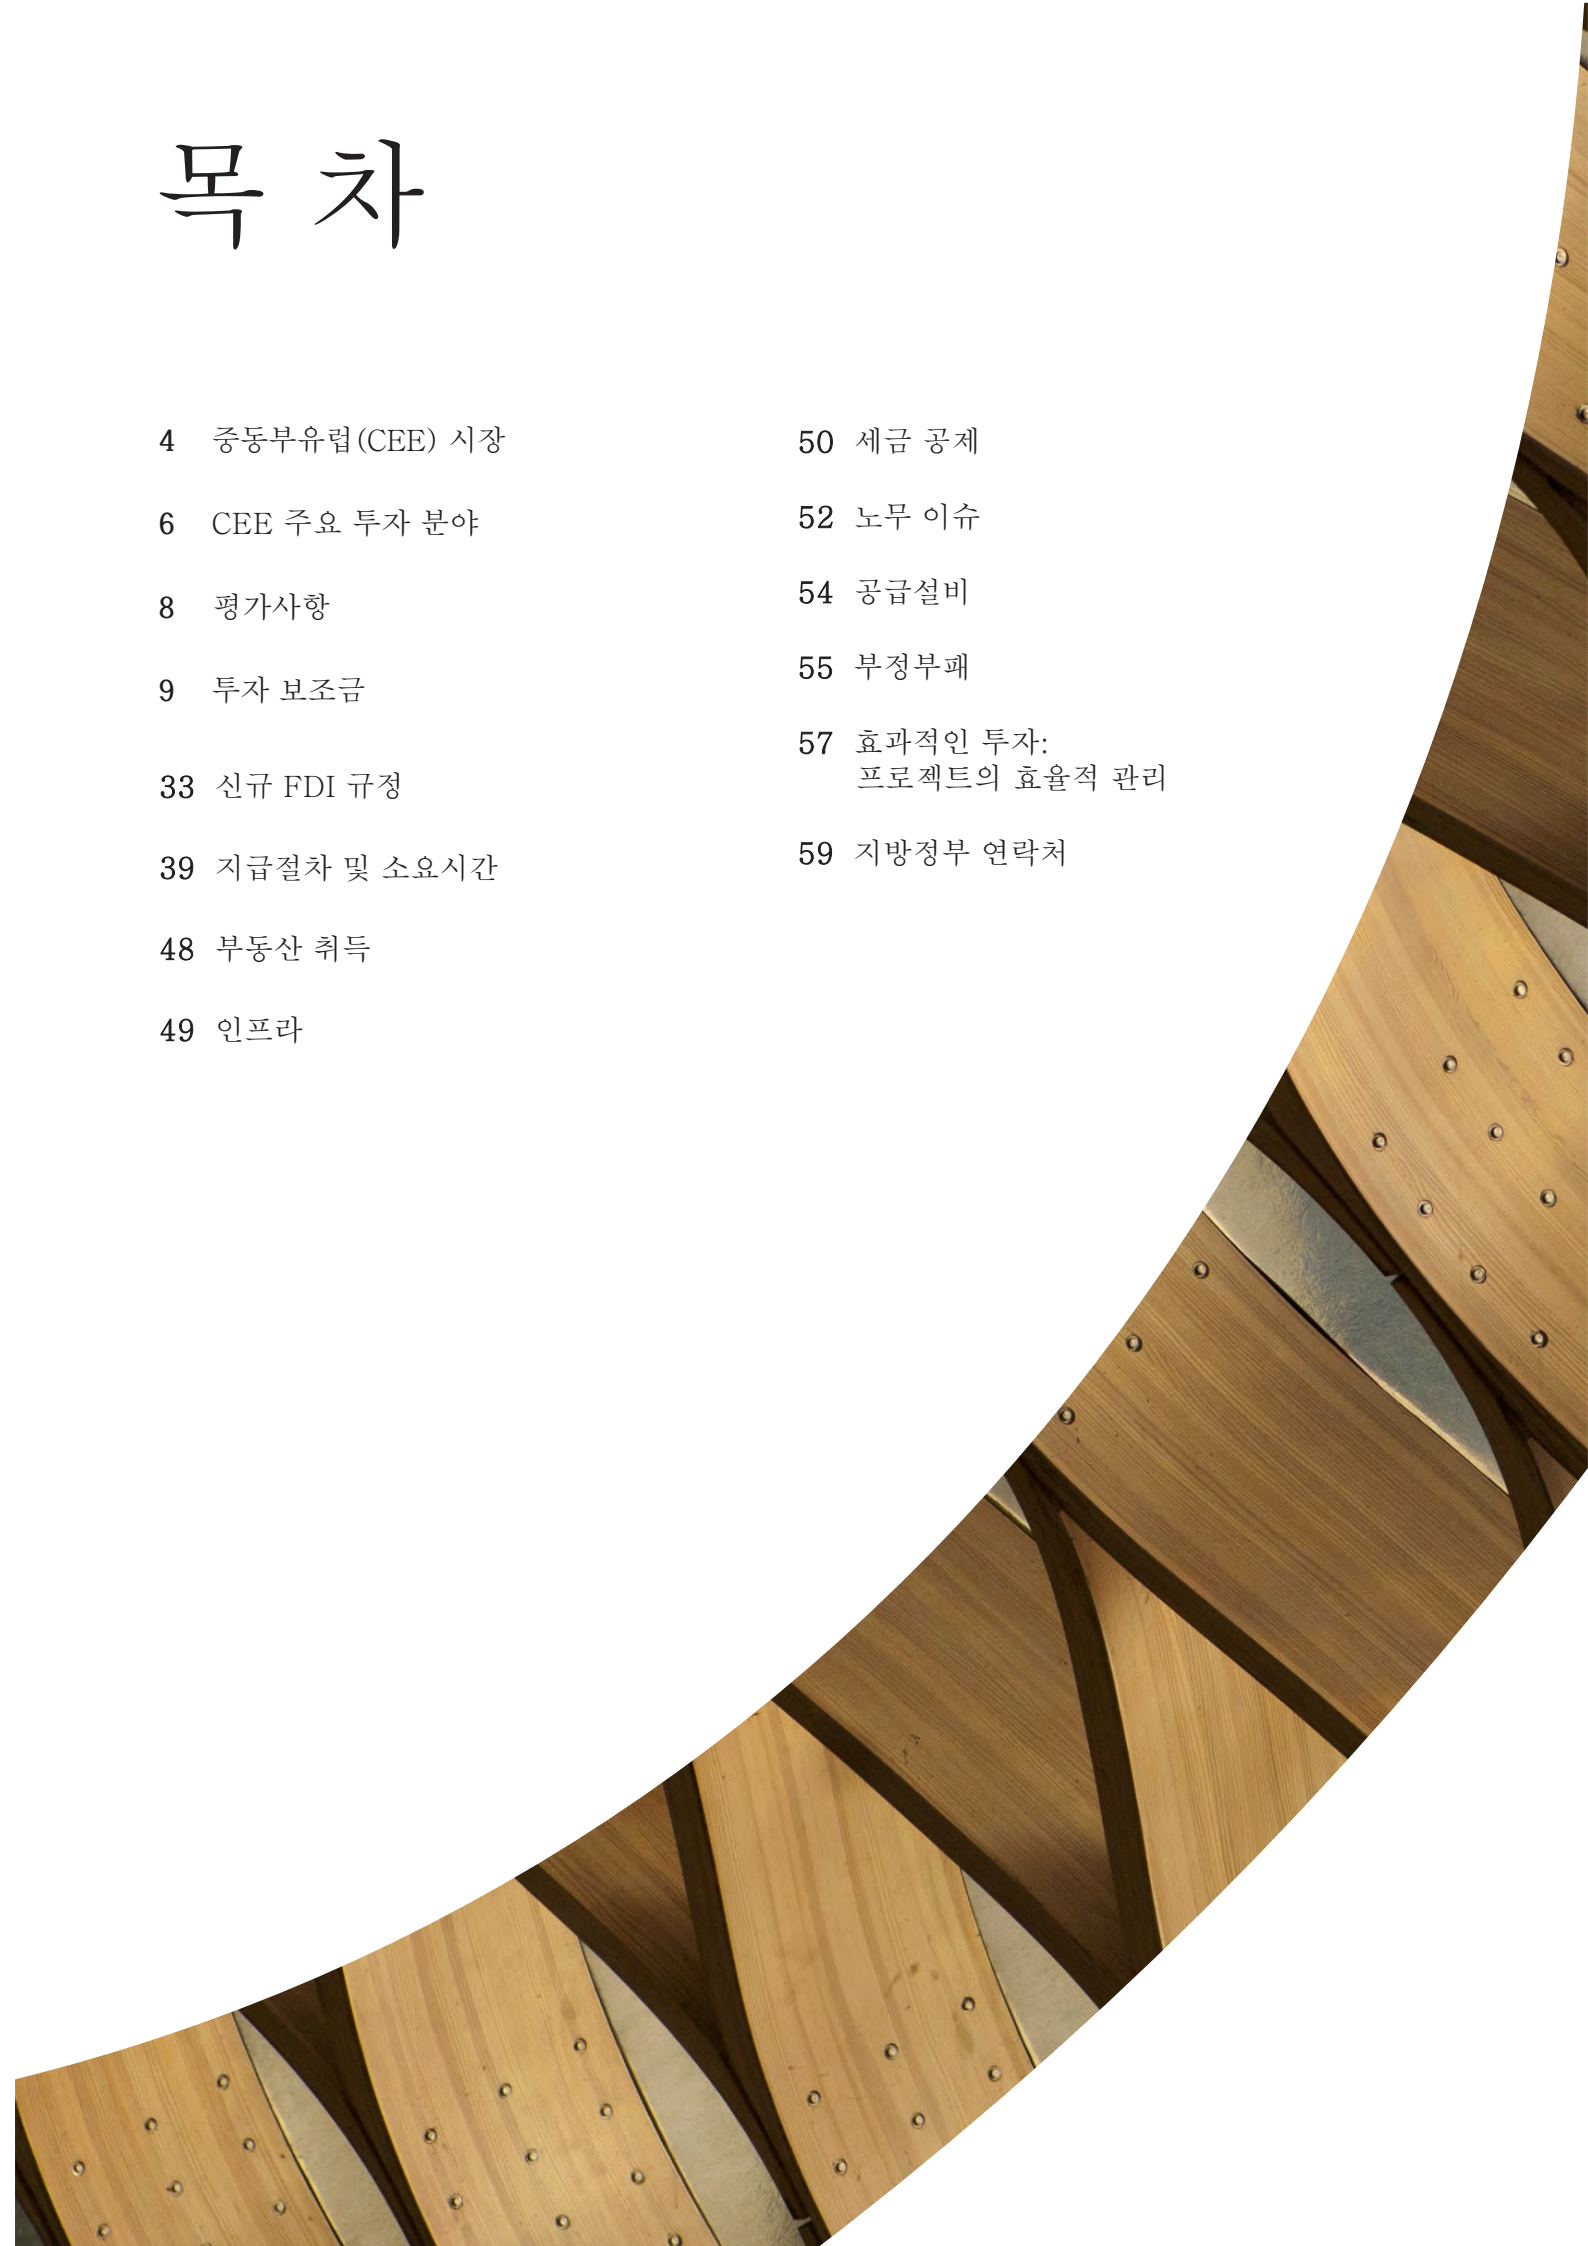 목 차
4 중동부유럽(CEE) 시장
6 CEE 주요 투자 분야
8 평가사항
9 투자 보조금
33 신규 FDI 규정
39 지급절차 및 소요시간
48 부동산 취득
49 인프라
50 세금 공제
52 노무 이슈
54 공급설비
55 부정부패
57 효과적인 투자:
프로젝트의 효율적 관리
59 지방정부 연락처